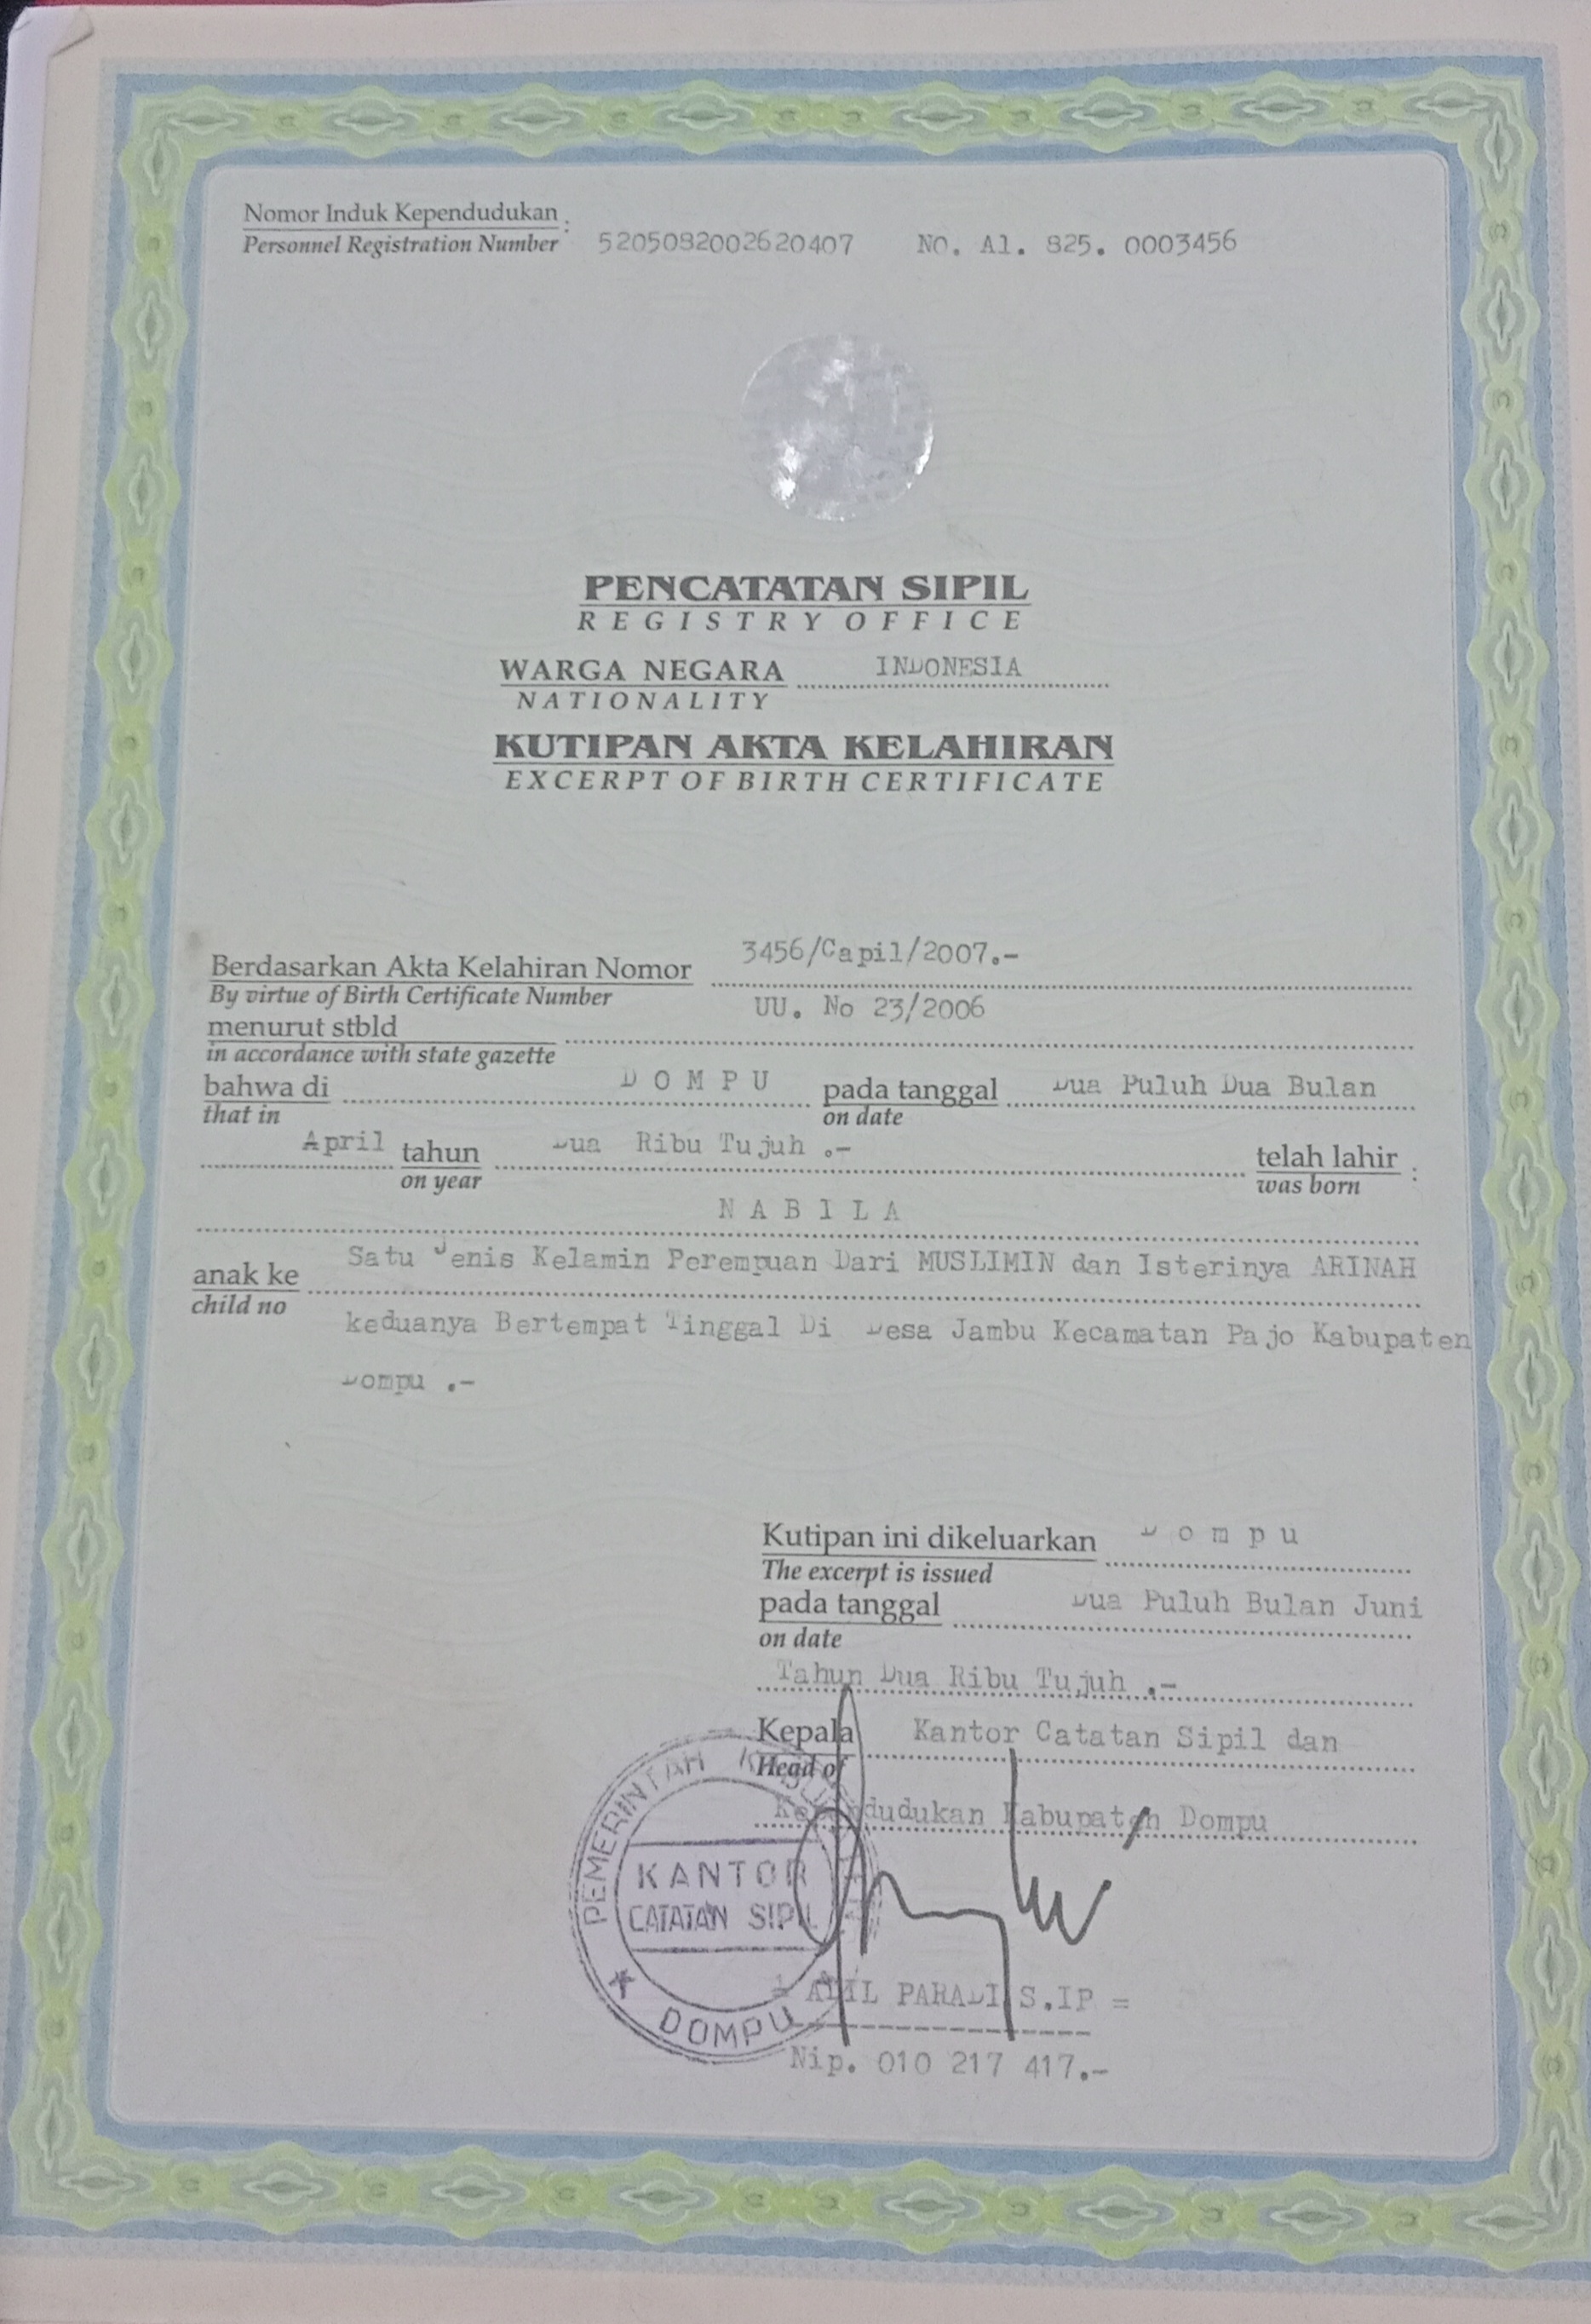 Nomor Induk Kependudukan :
Personnel Registration Number 5205082002620407 NO. Al. 825. 0003456
PENCATATAN SIPIL
REGISTRY OFFICE
WARGA NEGARA INDONESIA
NATIONALITY
KUTIPAN AKTA KELAHIRAN
EXCERPT OF BIRTH CERTIFICATE
Berdasarkan Akta Kelahiran Nomor 3456/Capil/2007.-
By virtue of Birth Certificate Number
menurut stbld UU. No 23/2006
in accordance with state gazette
bahwa di DOMPU pada tanggal Dua Puluh Dua Bulan
that in on date
April tahun Dua Ribu Tujuh .- telah lahir :
on year was born
NABILA
anak ke Satu Jenis Kelamin Perempuan Dari MUSLIMIN dan Isterinya ARINAH
child no
keduanya Bertempat Tinggal Di Desa Jambu Kecamatan Pajo Kabupaten
Dompu .-
Kutipan ini dikeluarkan Dompu
The excerpt is issued
pada tanggal Dua Puluh Bulan Juni
on date
Tahun Dua Ribu Tujuh .-
Kepala Kantor Catatan Sipil dan
Head of
Kependudukan Kabupaten Dompu
PEMERINTAH
KANTOR
CATATAN SIPIL
DOMPU
S.IP =
Nip. 010 217 417.-